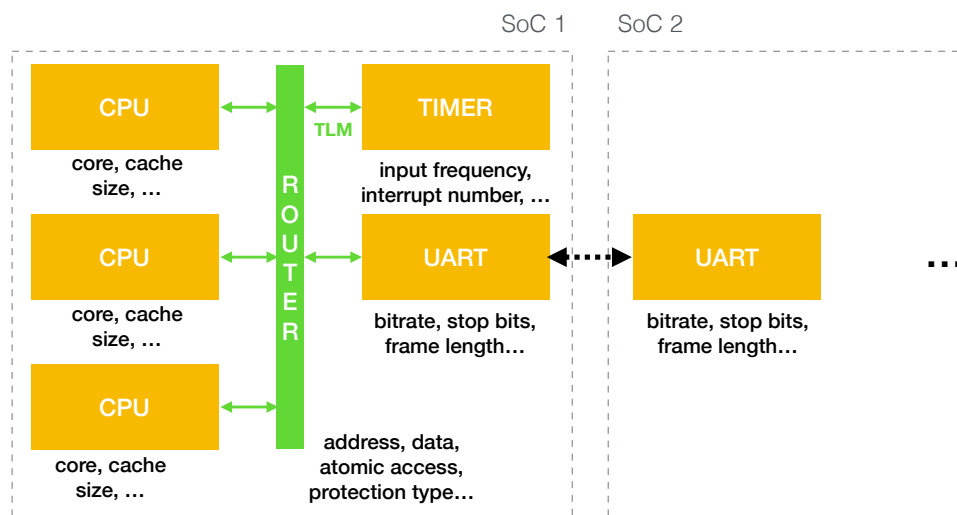 SoC 1
SoC 2
CPU
core, cache
size, …
CPU
core, cache
size, …
CPU
core, cache
size, …
ROUTER
TLM
TIMER
input frequency,
interrupt number, …
UART
bitrate, stop bits,
frame length…
address, data,
atomic access,
protection type…
UART
bitrate, stop bits,
frame length…
…